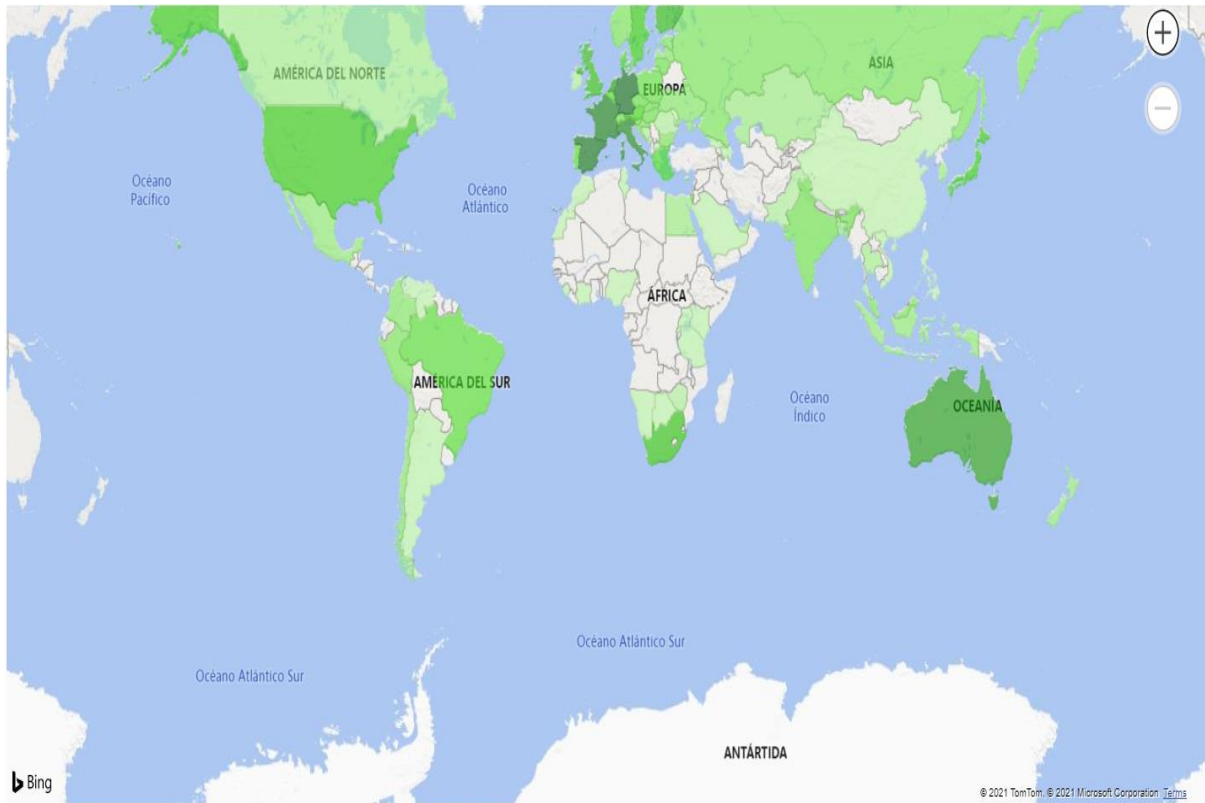 AMÉRICA DEL NORTE
ASIA
EUROPA
Océano
Pacífico
Océano
Atlántico
ÁFRICA
AMÉRICA DEL SUR
Océano
Índico
OCEANÍA
Océano Atlántico Sur
Océano Atlántico Sur
ANTÁRTIDA
Bing
© 2021 TomTom, © 2021 Microsoft Corporation Terms